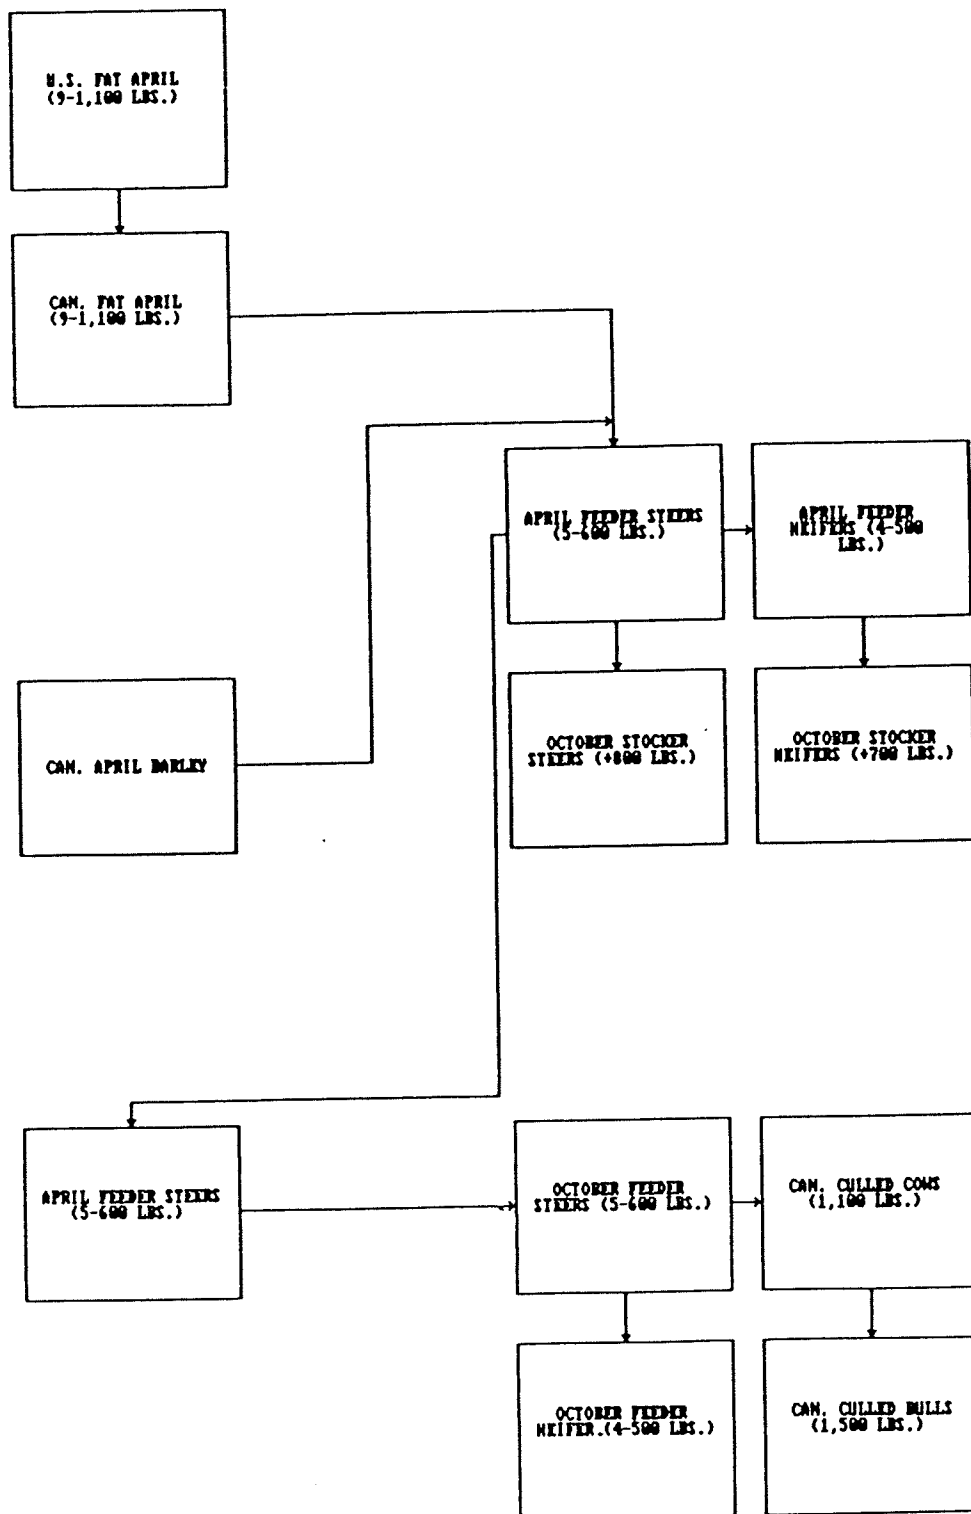 U.S. FAT APRIL
(9-1,100 LBS.)
CAN. FAT APRIL
(9-1,100 LBS.)
APRIL FEEDER STEERS
(5-600 LBS.)
APRIL FEEDER
HEIFERS (4-500
LBS.)
CAN. APRIL BARLEY
OCTOBER STOCKER
STEERS (+800 LBS.)
OCTOBER STOCKER
HEIFERS (+700 LBS.)
APRIL FEEDER STEERS
(5-600 LBS.)
OCTOBER FEEDER
STEERS (5-600 LBS.)
CAN. CULLED COWS
(1,100 LBS.)
OCTOBER FEEDER
HEIFER.(4-500 LBS.)
CAN. CULLED BULLS
(1,500 LBS.)